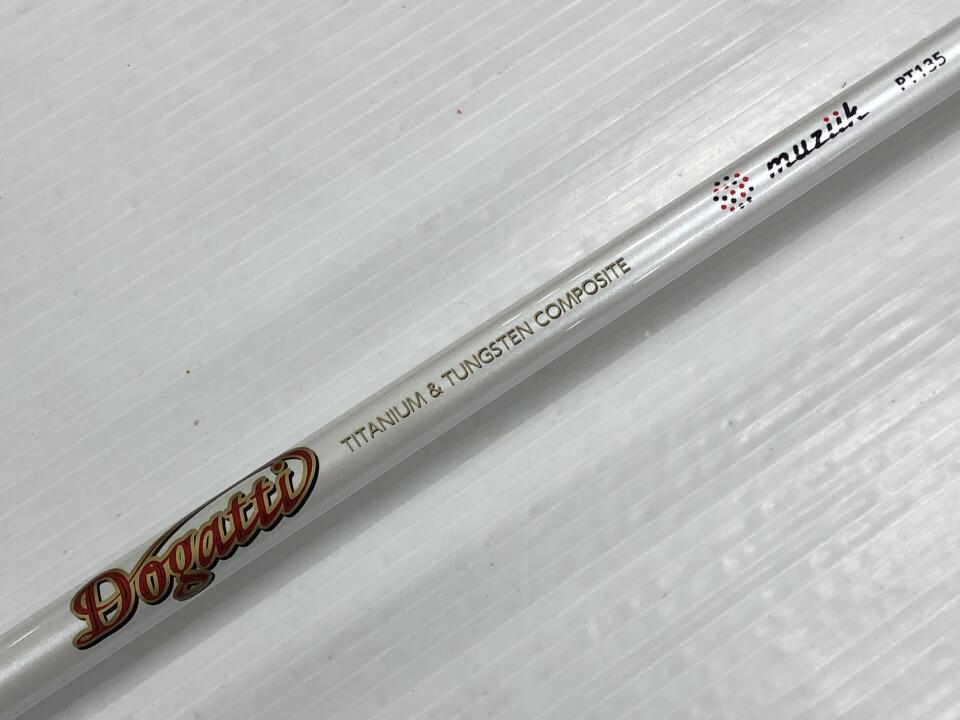 Dogatti
TITANIUM & TUNGSTEN COMPOSITE
muziik
PT135